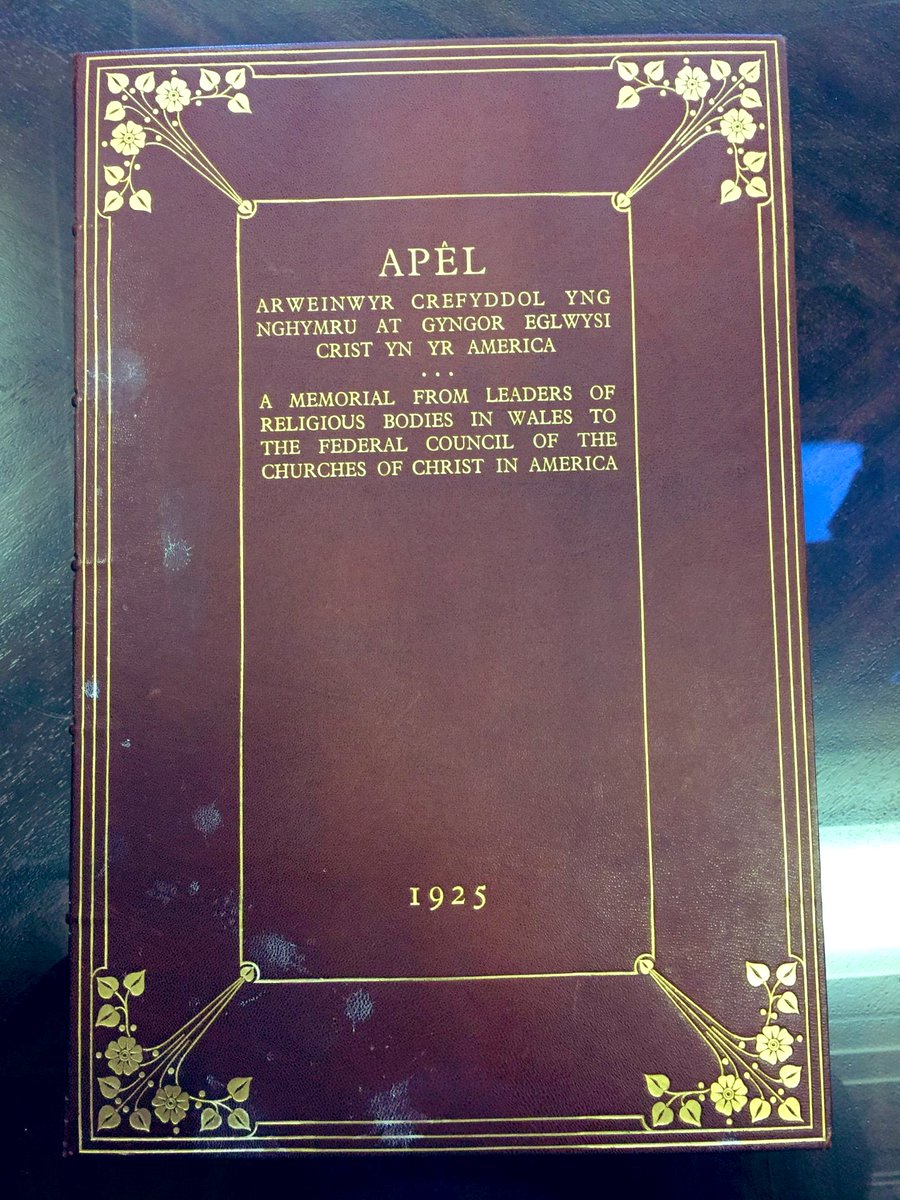 APÊL
ARWEINWYR CREFYDDOL YNG
NGHYMRU AT GYNGOR EGLWYSI
CRIST YN YR AMERICA
...
A MEMORIAL FROM LEADERS OF
RELIGIOUS BODIES IN WALES TO
THE FEDERAL COUNCIL OF THE
CHURCHES OF CHRIST IN AMERICA
1925